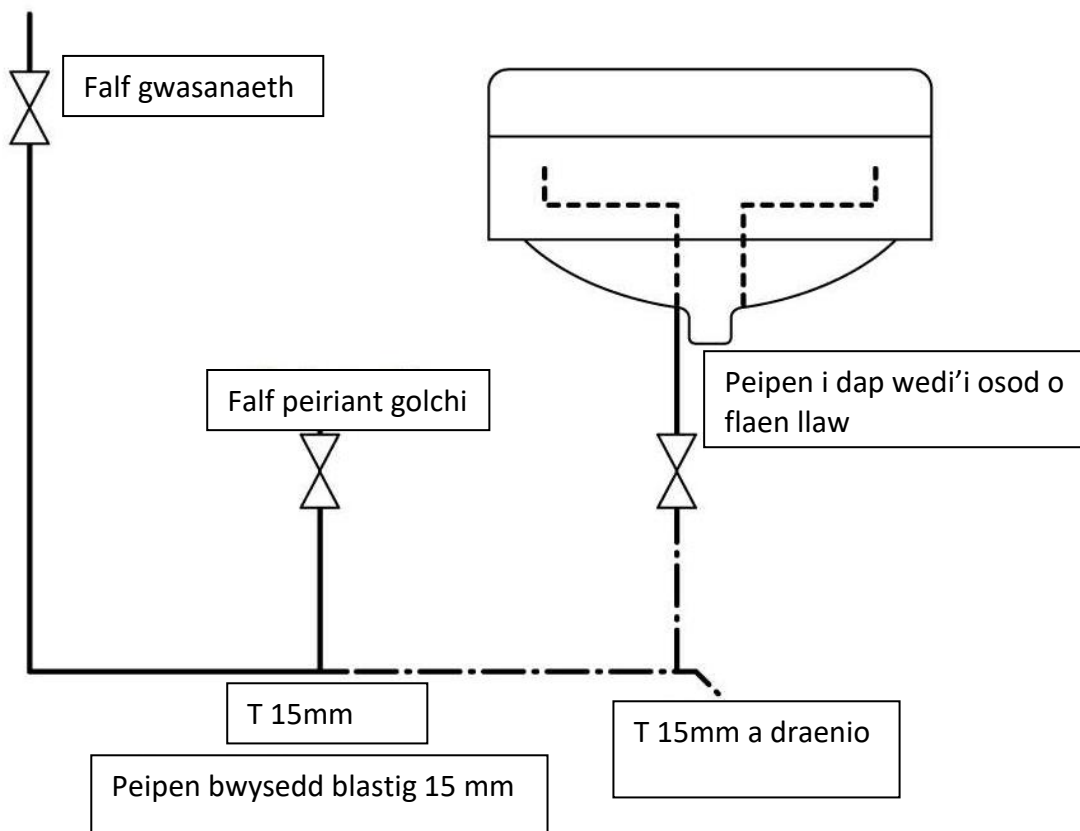 Falf gwasanaeth
Falf peiriant golchi
Peipen i dap wedi’i osod o
flaen llaw
T 15mm
T 15mm a draenio
Peipen bwysedd blastig 15 mm